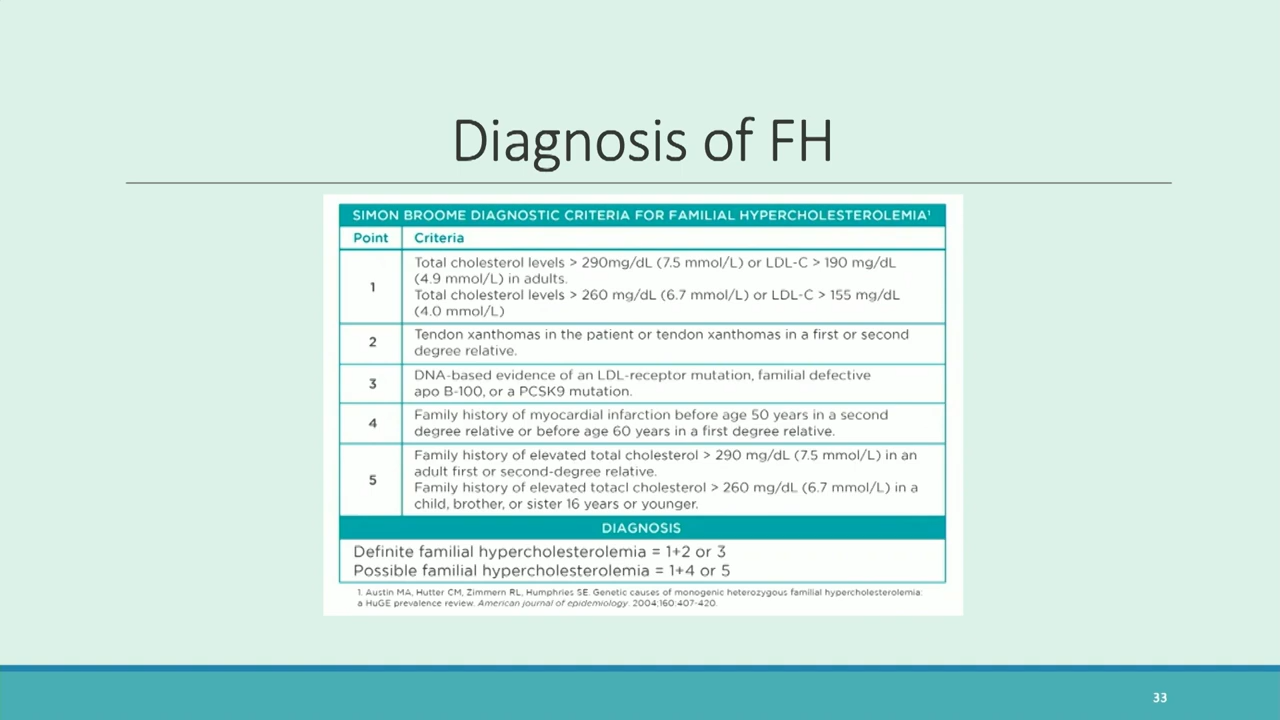 Diagnosis of FH
SIMON BROOME DIAGNOSTIC CRITERIA FOR FAMILIAL HYPERCHOLESTEROLEMIA¹
Point Criteria
1
Total cholesterol levels > 290mg/dL (7.5 mmol/L) or LDL-C > 190 mg/dL
(4.9 mmol/L) in adults.
Total cholesterol levels > 260 mg/dL (6.7 mmol/L) or LDL-C > 155 mg/dL
(4.0 mmol/L)
2
Tendon xanthomas in the patient or tendon xanthomas in a first or second
degree relative.
3
DNA-based evidence of an LDL-receptor mutation, familial defective
apo B-100, or a PCSK9 mutation.
4
Family history of myocardial infarction before age 50 years in a second
degree relative or before age 60 years in a first degree relative.
5
Family history of elevated total cholesterol > 290 mg/dL (7.5 mmol/L) in an
adult first or second-degree relative.
Family history of elevated totacl cholesterol > 260 mg/dL (6.7 mmol/L) in a
child, brother, or sister 16 years or younger.
DIAGNOSIS
Definite familial hypercholesterolemia = 1+2 or 3
Possible familial hypercholesterolemia = 1+4 or 5
1. Austin MA, Hutter CM, Zimmern RL, Humphries SE. Genetic causes of monogenic heterozygous familial hypercholesterolemia:
a HuGE prevalence review. American journal of epidemiology. 2004;160:407-420.
33